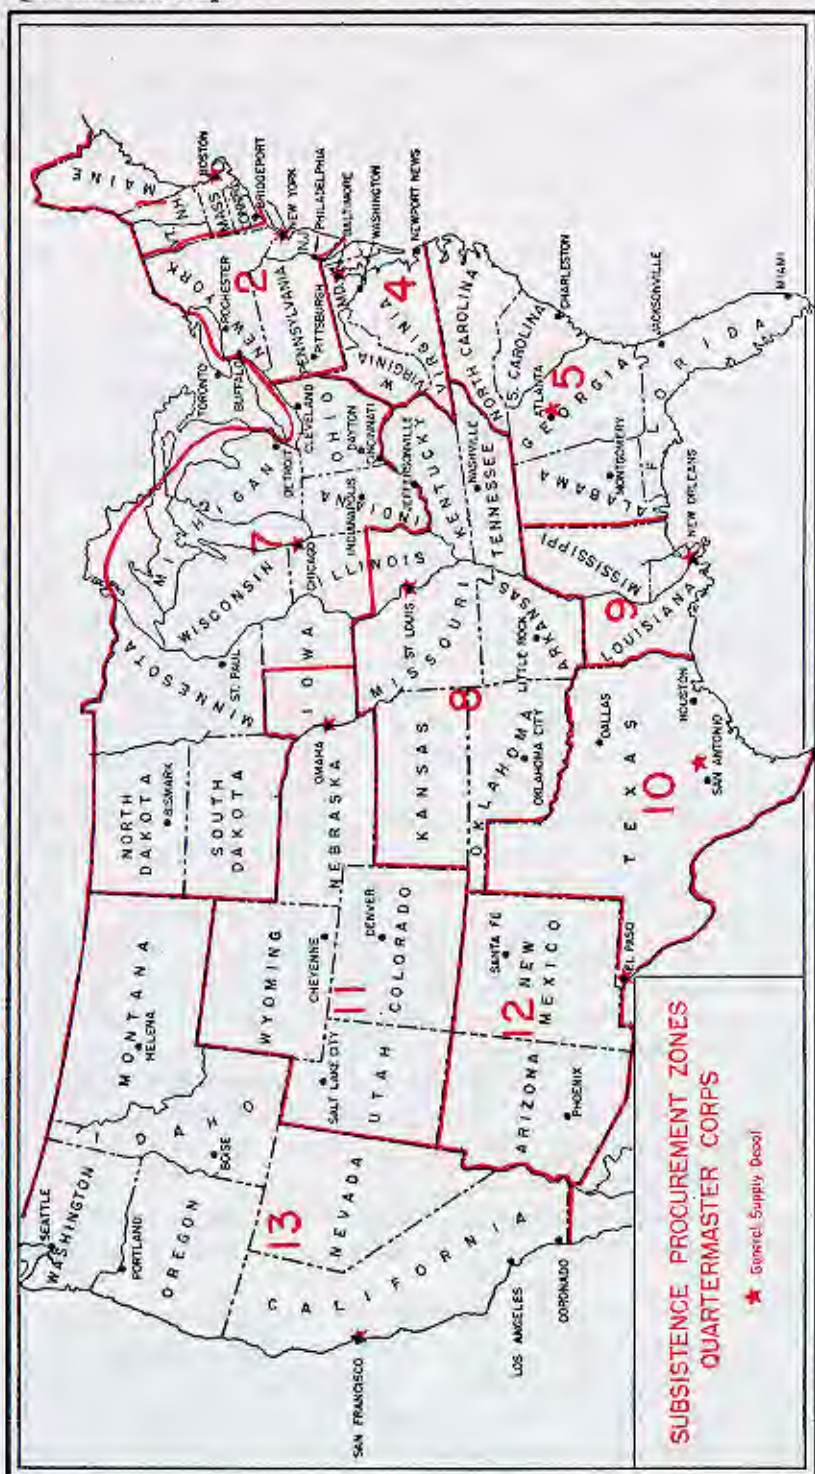 SUBSISTENCE PROCUREMENT ZONES
QUARTERMASTER CORPS
★ General Supply Depot
SEATTLE
WASHINGTON
PORTLAND
OREGON
IDAHO
BOISE
MONTANA
HELENA
13
NEVADA
CALIFORNIA
SAN FRANCISCO
LOS ANGELES
CORONADO
WYOMING
CHEYENNE
SALT LAKE CITY
UTAH
11
DENVER
COLORADO
ARIZONA
PHOENIX
12
SANTA FE
NEW
MEXICO
EL PASO
NORTH
DAKOTA
BISMARK
SOUTH
DAKOTA
NEBRASKA
OMAHA
KANSAS
8
OKLAHOMA
OKLAHOMA CITY
TEXAS
10
DALLAS
HOUSTON
SAN ANTONIO
MINNESOTA
ST. PAUL
IOWA
MISSOURI
ST LOUIS
ARKANSAS
LITTLE ROCK
9
LOUISIANA
NEW ORLEANS
MISSISSIPPI
WISCONSIN
MICHIGAN
7
CHICAGO
ILLINOIS
DETROIT
INDIANA
INDIANAPOLIS
OHIO
CLEVELAND
DAYTON
CINCINNATI
JEFFERSONVILLE
KENTUCKY
TENNESSEE
NASHVILLE
ALABAMA
MONTGOMERY
GEORGIA
ATLANTA
5
FLORIDA
JACKSONVILLE
MIAMI
S. CAROLINA
CHARLESTON
NORTH CAROLINA
W. VIRGINIA
VIRGINIA
4
NEWPORT NEWS
WASHINGTON
MD
BALTIMORE
TORONTO
BUFFALO
ROCHESTER
NEW YORK
2
PENNSYLVANIA
PITTSBURGH
PHILADELPHIA
NJ
NEW YORK
BRIDGEPORT
CONN
MASS
BOSTON
VT
NH
1
MAINE